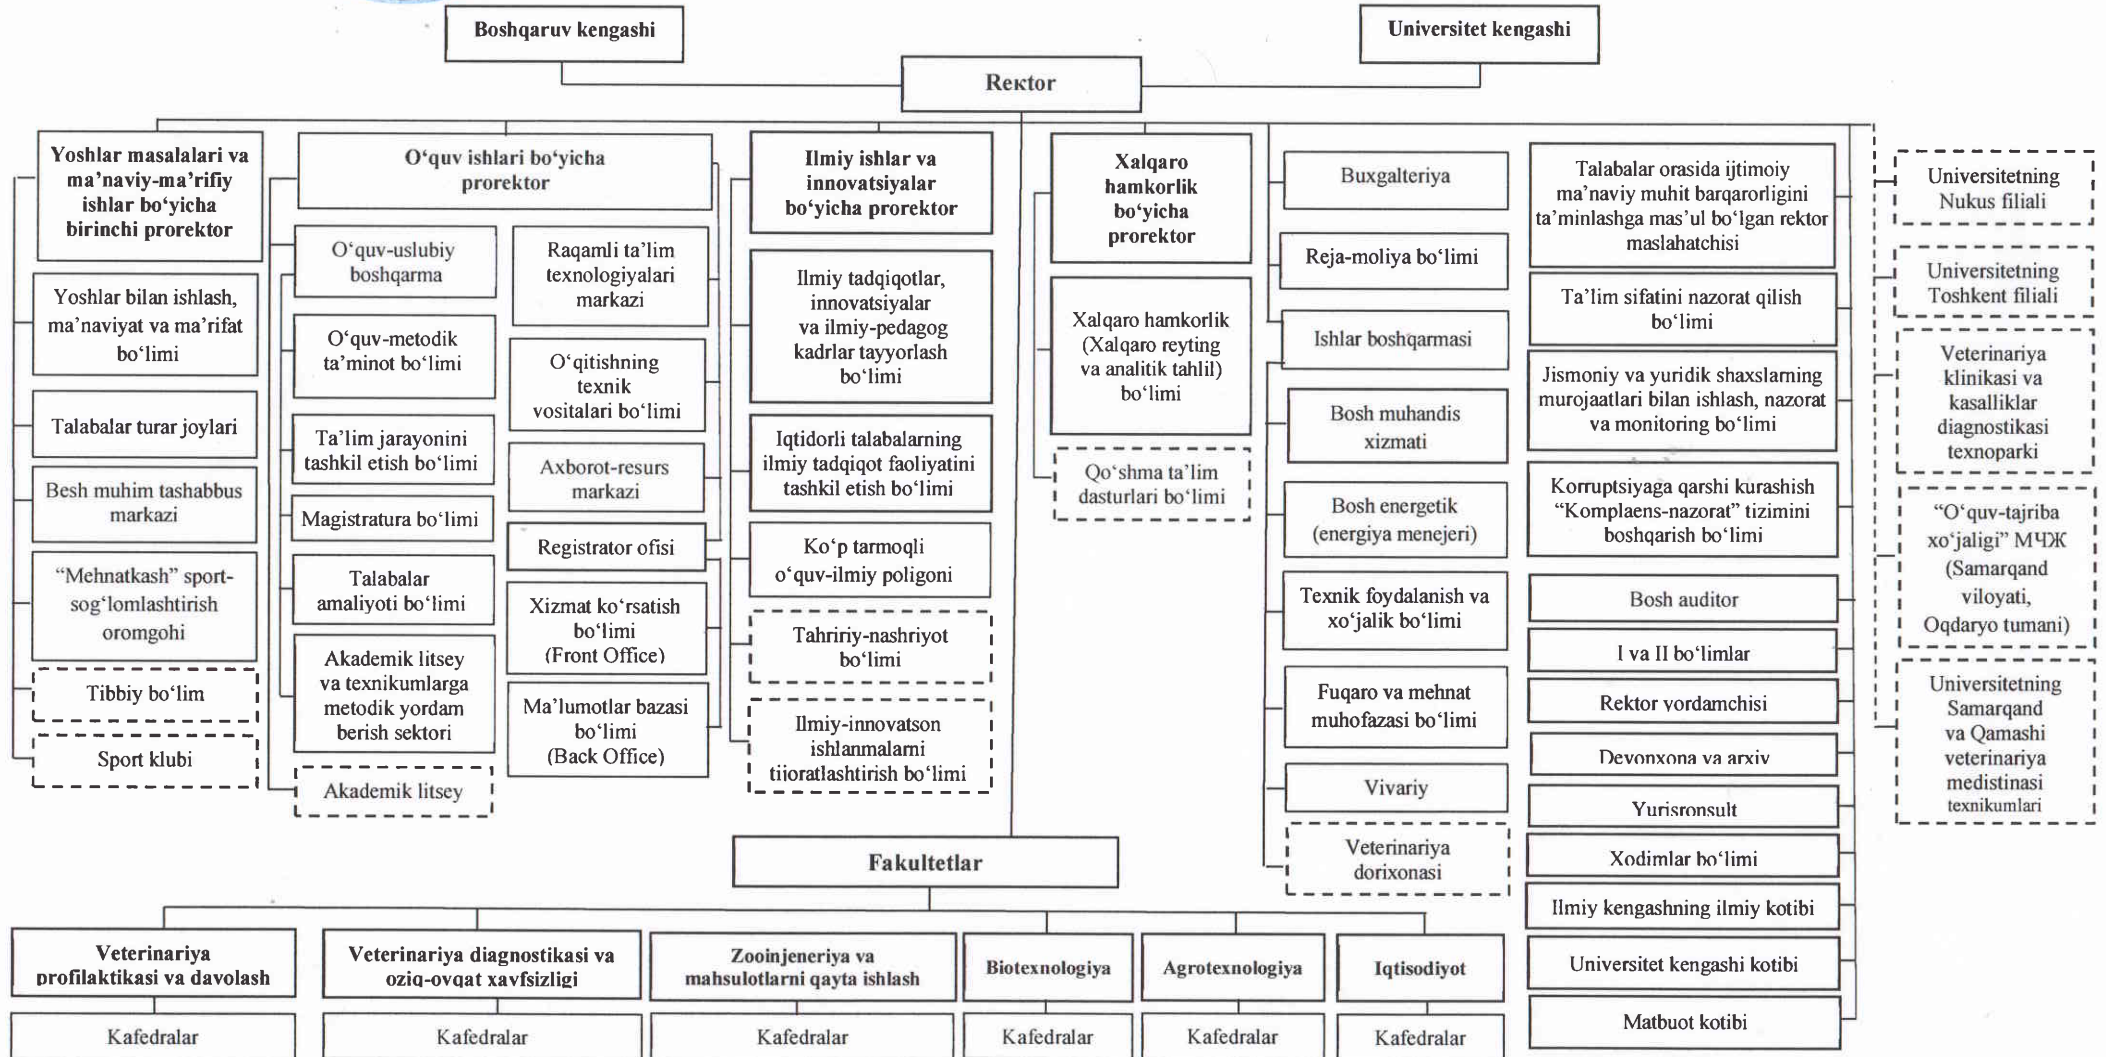 Boshqaruv kengashi
Universitet kengashi
Rектor
Yoshlar masalalari va
ma’naviy-ma’rifiy
ishlar bo‘yicha
birinchi prorektor
Yoshlar bilan ishlash,
ma’naviyat va ma’rifat
bo‘limi
Talabalar turar joylari
Besh muhim tashabbus
markazi
“Mehnatkash” sport-
sog‘lomlashtirish
oromgohi
Tibbiy bo‘lim
Sport klubi
O‘quv ishlari bo‘yicha
prorektor
O‘quv-uslubiy
boshqarma
O‘quv-metodik
ta’minot bo‘limi
Ta’lim jarayonini
tashkil etish bo‘limi
Magistratura bo‘limi
Talabalar
amaliyoti bo‘limi
Akademik litsey
va texnikumlarga
metodik yordam
berish sektori
Akademik litsey
Raqamli ta’lim
texnologiyalari
markazi
O‘qitishning
texnik
vositalari bo‘limi
Axborot-resurs
markazi
Registrator ofisi
Xizmat ko‘rsatish
bo‘limi
(Front Office)
Ma’lumotlar bazasi
bo‘limi
(Back Office)
Ilmiy ishlar va
innovatsiyalar
bo‘yicha prorektor
Ilmiy tadqiqotlar,
innovatsiyalar
va ilmiy-pedagog
kadrlar tayyorlash
bo‘limi
Iqtidorli talabalarning
ilmiy tadqiqot faoliyatini
tashkil etish bo‘limi
Ko‘p tarmoqli
o‘quv-ilmiy poligoni
Tahririy-nashriyot
bo‘limi
Ilmiy-innovatson
ishlanmalarni
tijoratlashtirish bo‘limi
Xalqaro
hamkorlik
bo‘yicha
prorektor
Xalqaro hamkorlik
(Xalqaro reyting
va analitik tahlil)
bo‘limi
Qo‘shma ta’lim
dasturlari bo‘limi
Buxgalteriya
Reja-moliya bo‘limi
Ishlar boshqarmasi
Bosh muhandis
xizmati
Bosh energetik
(energiya menejeri)
Texnik foydalanish va
xo‘jalik bo‘limi
Fuqaro va mehnat
muhofazasi bo‘limi
Vivariy
Veterinariya
dorixonasi
Talabalar orasida ijtimoiy
ma’naviy muhit barqarorligini
ta’minlashga mas’ul bo‘lgan rektor
maslahatchisi
Ta’lim sifatini nazorat qilish
bo‘limi
Jismoniy va yuridik shaxslarning
murojaatlari bilan ishlash, nazorat
va monitoring bo‘limi
Korruptsiyaga qarshi kurashish
“Komplaens-nazorat” tizimini
boshqarish bo‘limi
Bosh auditor
I va II bo‘limlar
Rektor yordamchisi
Devonxona va arxiv
Yurisronsult
Xodimlar bo‘limi
Ilmiy kengashning ilmiy kotibi
Universitet kengashi kotibi
Matbuot kotibi
Universitetning
Nukus filiali
Universitetning
Toshkent filiali
Veterinariya
klinikasi va
kasalliklar
diagnostikasi
texnoparki
“O‘quv-tajriba
xo‘jaligi” МЧЖ
(Samarqand
viloyati,
Oqdaryo tumani)
Universitetning
Samarqand
va Qamashi
veterinariya
medistinasi
texnikumlari
Fakultetlar
Veterinariya
profilaktikasi va davolash
Veterinariya diagnostikasi va
oziq-ovqat xavfsizligi
Zooinjeneriya va
mahsulotlarni qayta ishlash
Biotexnologiya
Agrotexnologiya
Iqtisodiyot
Kafedralar
Kafedralar
Kafedralar
Kafedralar
Kafedralar
Kafedralar